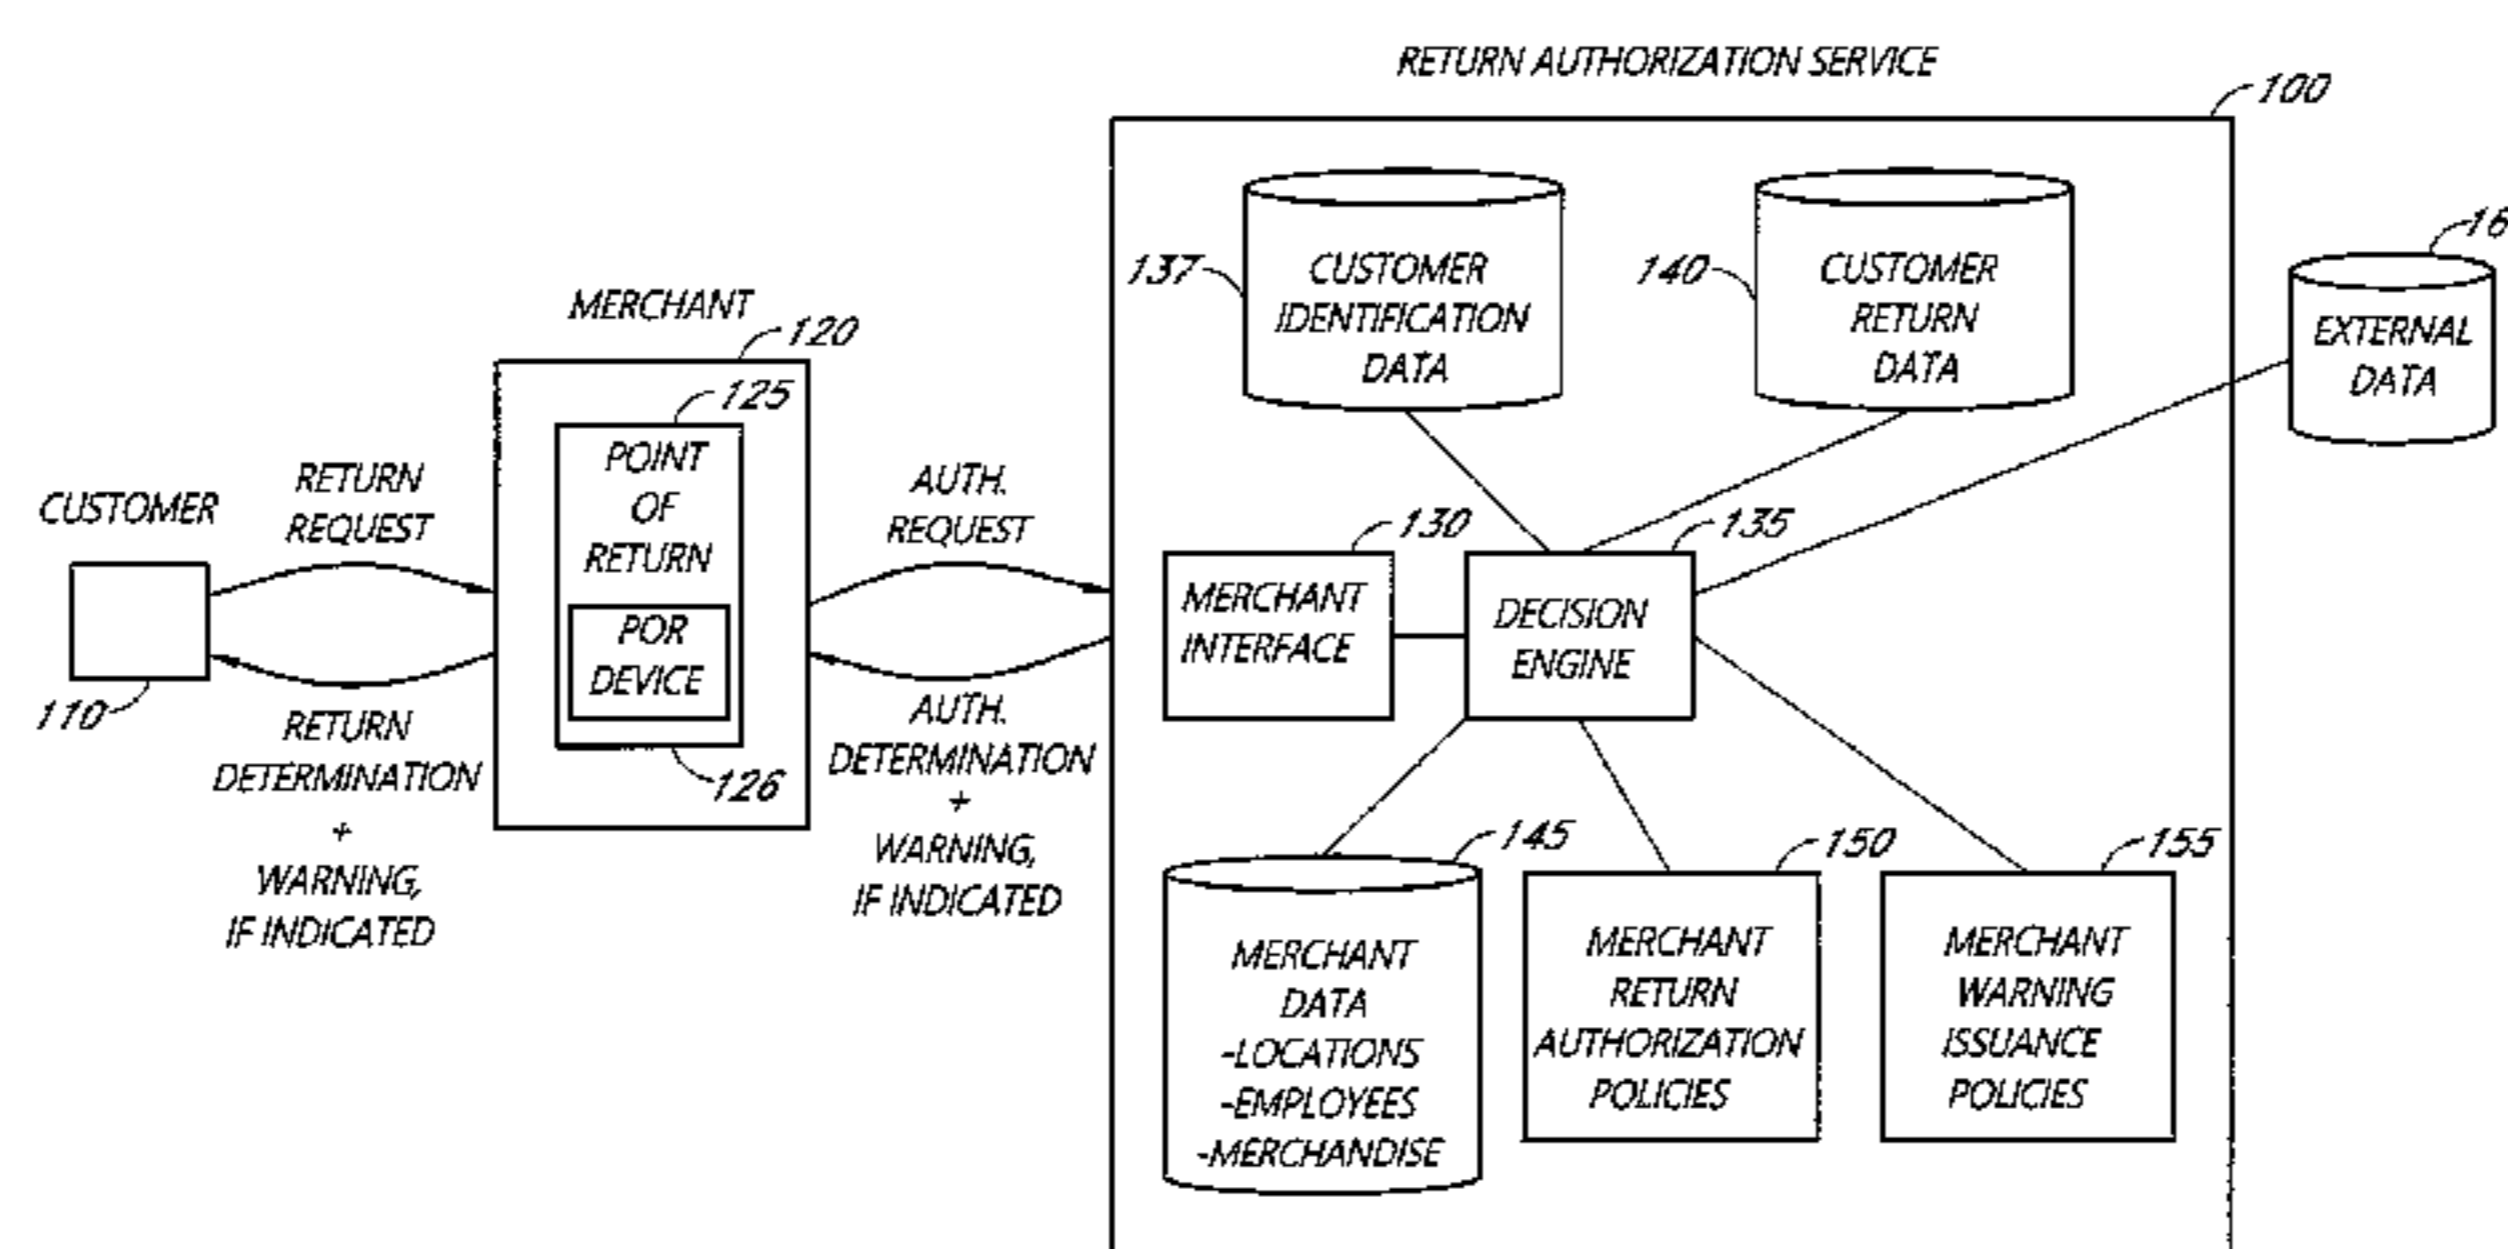 RETURN AUTHORIZATION SERVICE
100
137
CUSTOMER
IDENTIFICATION
DATA
140
CUSTOMER
RETURN
DATA
16
EXTERNAL
DATA
MERCHANT
120
125
POINT
OF
RETURN
POR
DEVICE
126
CUSTOMER
110
RETURN
REQUEST
RETURN
DETERMINATION
+
WARNING,
IF INDICATED
AUTH.
REQUEST
AUTH.
DETERMINATION
+
WARNING,
IF INDICATED
130
MERCHANT
INTERFACE
135
DECISION
ENGINE
145
MERCHANT
DATA
-LOCATIONS
-EMPLOYEES
-MERCHANDISE
150
MERCHANT
RETURN
AUTHORIZATION
POLICIES
155
MERCHANT
WARNING
ISSUANCE
POLICIES